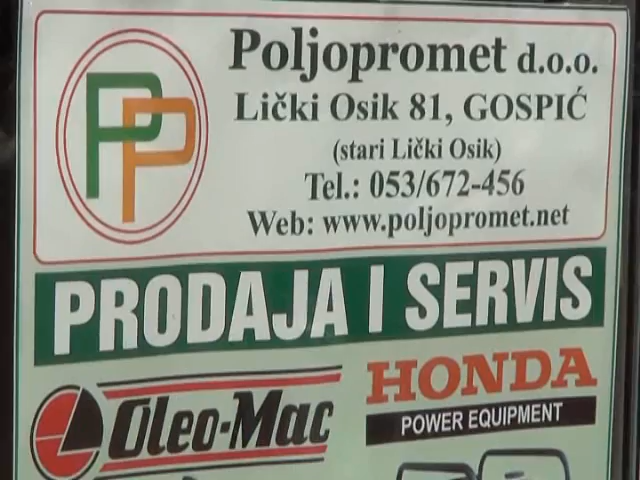 PP
Poljopromet d.o.o.
Lički Osik 81, GOSPIĆ
(stari Lički Osik)
Tel.: 053/672-456
Web: www.poljopromet.net
PRODAJA I SERVIS
Oleo-Mac
HONDA
POWER EQUIPMENT